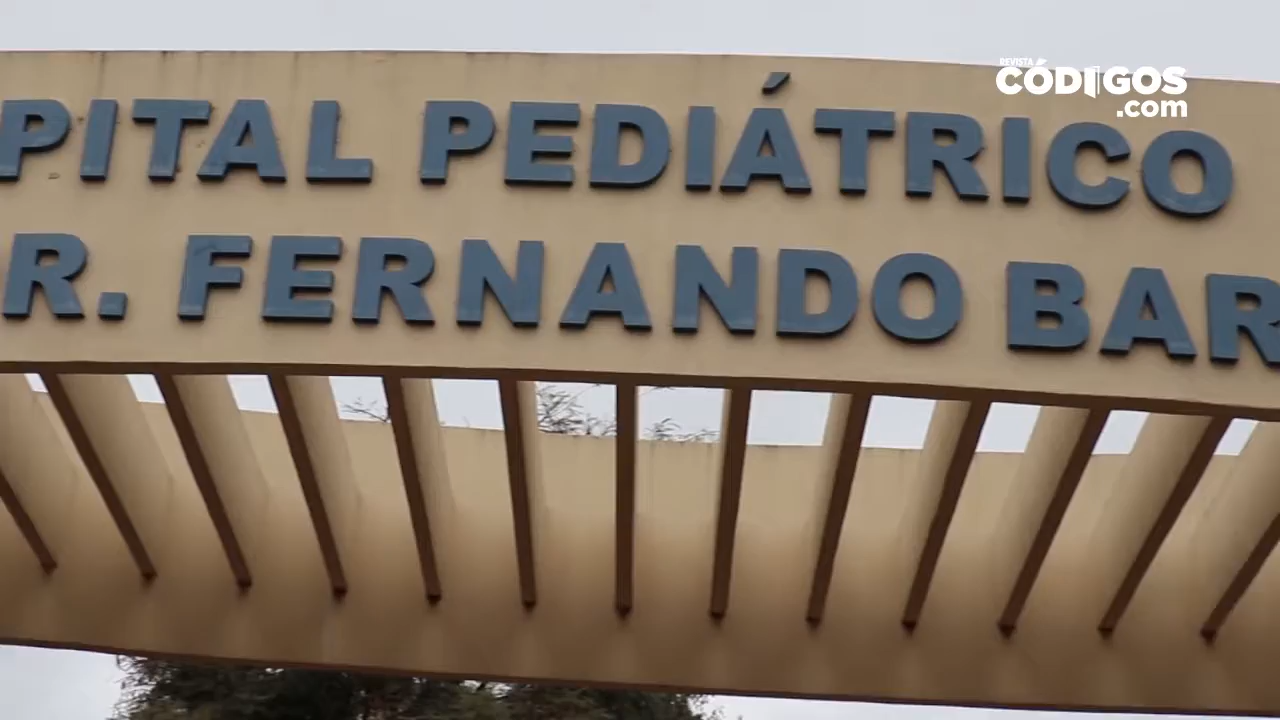 REVISTA
CÓDIGOS
.com
PITAL PEDIÁTRICO
R. FERNANDO BAR